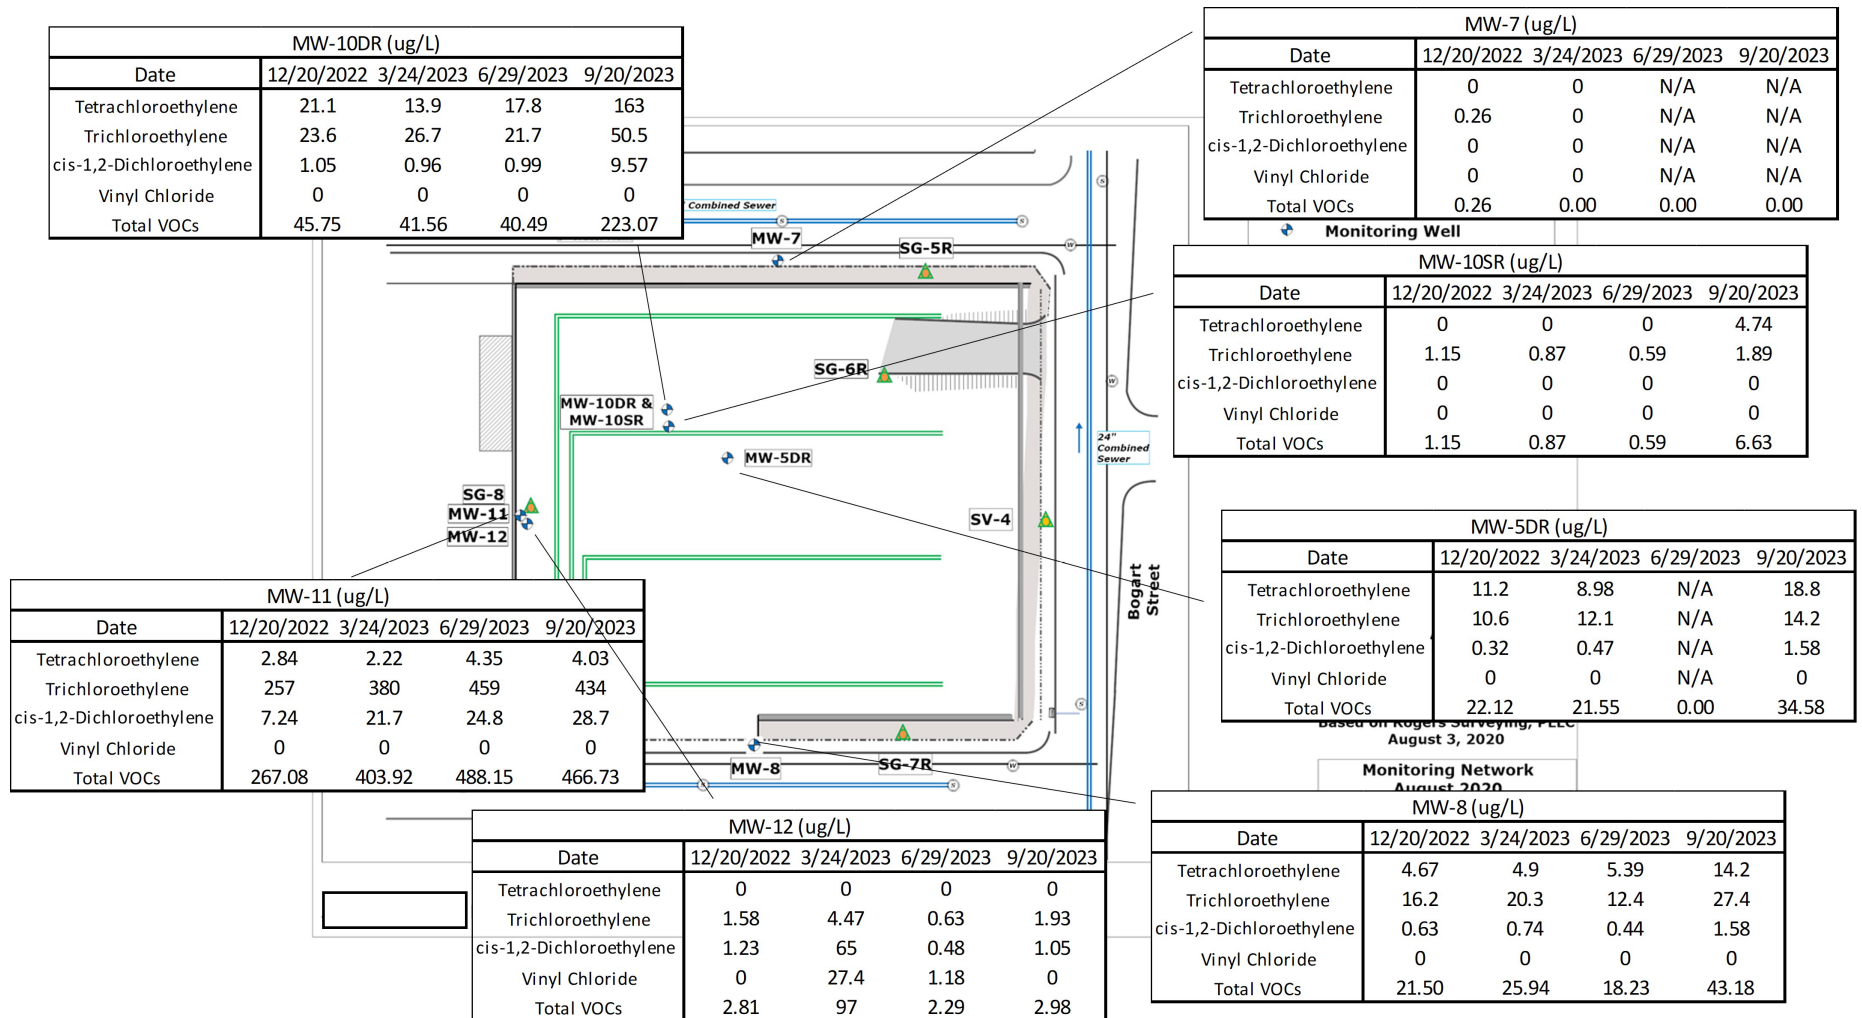 MW-10DR (ug/L)
Date 12/20/2022 3/24/2023 6/29/2023 9/20/2023
Tetrachloroethylene 21.1 13.9 17.8 163
Trichloroethylene 23.6 26.7 21.7 50.5
cis-1,2-Dichloroethylene 1.05 0.96 0.99 9.57
Vinyl Chloride 0 0 0 0
Total VOCs 45.75 41.56 40.49 223.07
MW-7 (ug/L)
Date 12/20/2022 3/24/2023 6/29/2023 9/20/2023
Tetrachloroethylene 0 0 N/A N/A
Trichloroethylene 0.26 0 N/A N/A
cis-1,2-Dichloroethylene 0 0 N/A N/A
Vinyl Chloride 0 0 N/A N/A
Total VOCs 0.26 0.00 0.00 0.00
Monitoring Well
Combined Sewer
S
S
S
MW-7
SG-5R
W
MW-10SR (ug/L)
Date 12/20/2022 3/24/2023 6/29/2023 9/20/2023
Tetrachloroethylene 0 0 0 4.74
Trichloroethylene 1.15 0.87 0.59 1.89
cis-1,2-Dichloroethylene 0 0 0 0
Vinyl Chloride 0 0 0 0
Total VOCs 1.15 0.87 0.59 6.63
SG-6R
W
MW-10DR &
MW-10SR
24"
Combined
Sewer
MW-5DR
SG-8
MW-11
MW-12
SV-4
Bogart
Street
MW-5DR (ug/L)
Date 12/20/2022 3/24/2023 6/29/2023 9/20/2023
Tetrachloroethylene 11.2 8.98 N/A 18.8
Trichloroethylene 10.6 12.1 N/A 14.2
cis-1,2-Dichloroethylene 0.32 0.47 N/A 1.58
Vinyl Chloride 0 0 N/A 0
Total VOCs 22.12 21.55 0.00 34.58
Based on Rogers Surveying, PLLC
August 3, 2020
Monitoring Network
August 2020
MW-11 (ug/L)
Date 12/20/2022 3/24/2023 6/29/2023 9/20/2023
Tetrachloroethylene 2.84 2.22 4.35 4.03
Trichloroethylene 257 380 459 434
cis-1,2-Dichloroethylene 7.24 21.7 24.8 28.7
Vinyl Chloride 0 0 0 0
Total VOCs 267.08 403.92 488.15 466.73
S
MW-8
SG-7R
W
S
S
MW-12 (ug/L)
Date 12/20/2022 3/24/2023 6/29/2023 9/20/2023
Tetrachloroethylene 0 0 0 0
Trichloroethylene 1.58 4.47 0.63 1.93
cis-1,2-Dichloroethylene 1.23 65 0.48 1.05
Vinyl Chloride 0 27.4 1.18 0
Total VOCs 2.81 97 2.29 2.98
MW-8 (ug/L)
Date 12/20/2022 3/24/2023 6/29/2023 9/20/2023
Tetrachloroethylene 4.67 4.9 5.39 14.2
Trichloroethylene 16.2 20.3 12.4 27.4
cis-1,2-Dichloroethylene 0.63 0.74 0.44 1.58
Vinyl Chloride 0 0 0 0
Total VOCs 21.50 25.94 18.23 43.18